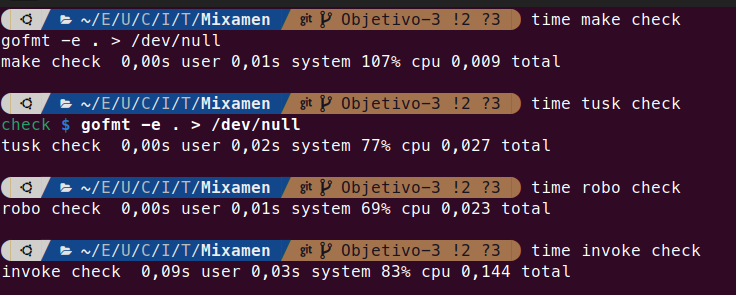 ~/E/U/C/I/T/Mixamen git Objetivo-3 !2 ?3 time make check
gofmt -e . > /dev/null
make check 0,00s user 0,01s system 107% cpu 0,009 total
~/E/U/C/I/T/Mixamen git Objetivo-3 !2 ?3 time tusk check
check $ gofmt -e . > /dev/null
tusk check 0,00s user 0,02s system 77% cpu 0,027 total
~/E/U/C/I/T/Mixamen git Objetivo-3 !2 ?3 time robo check
robo check 0,00s user 0,01s system 69% cpu 0,023 total
~/E/U/C/I/T/Mixamen git Objetivo-3 !2 ?3 time invoke check
invoke check 0,09s user 0,03s system 83% cpu 0,144 total